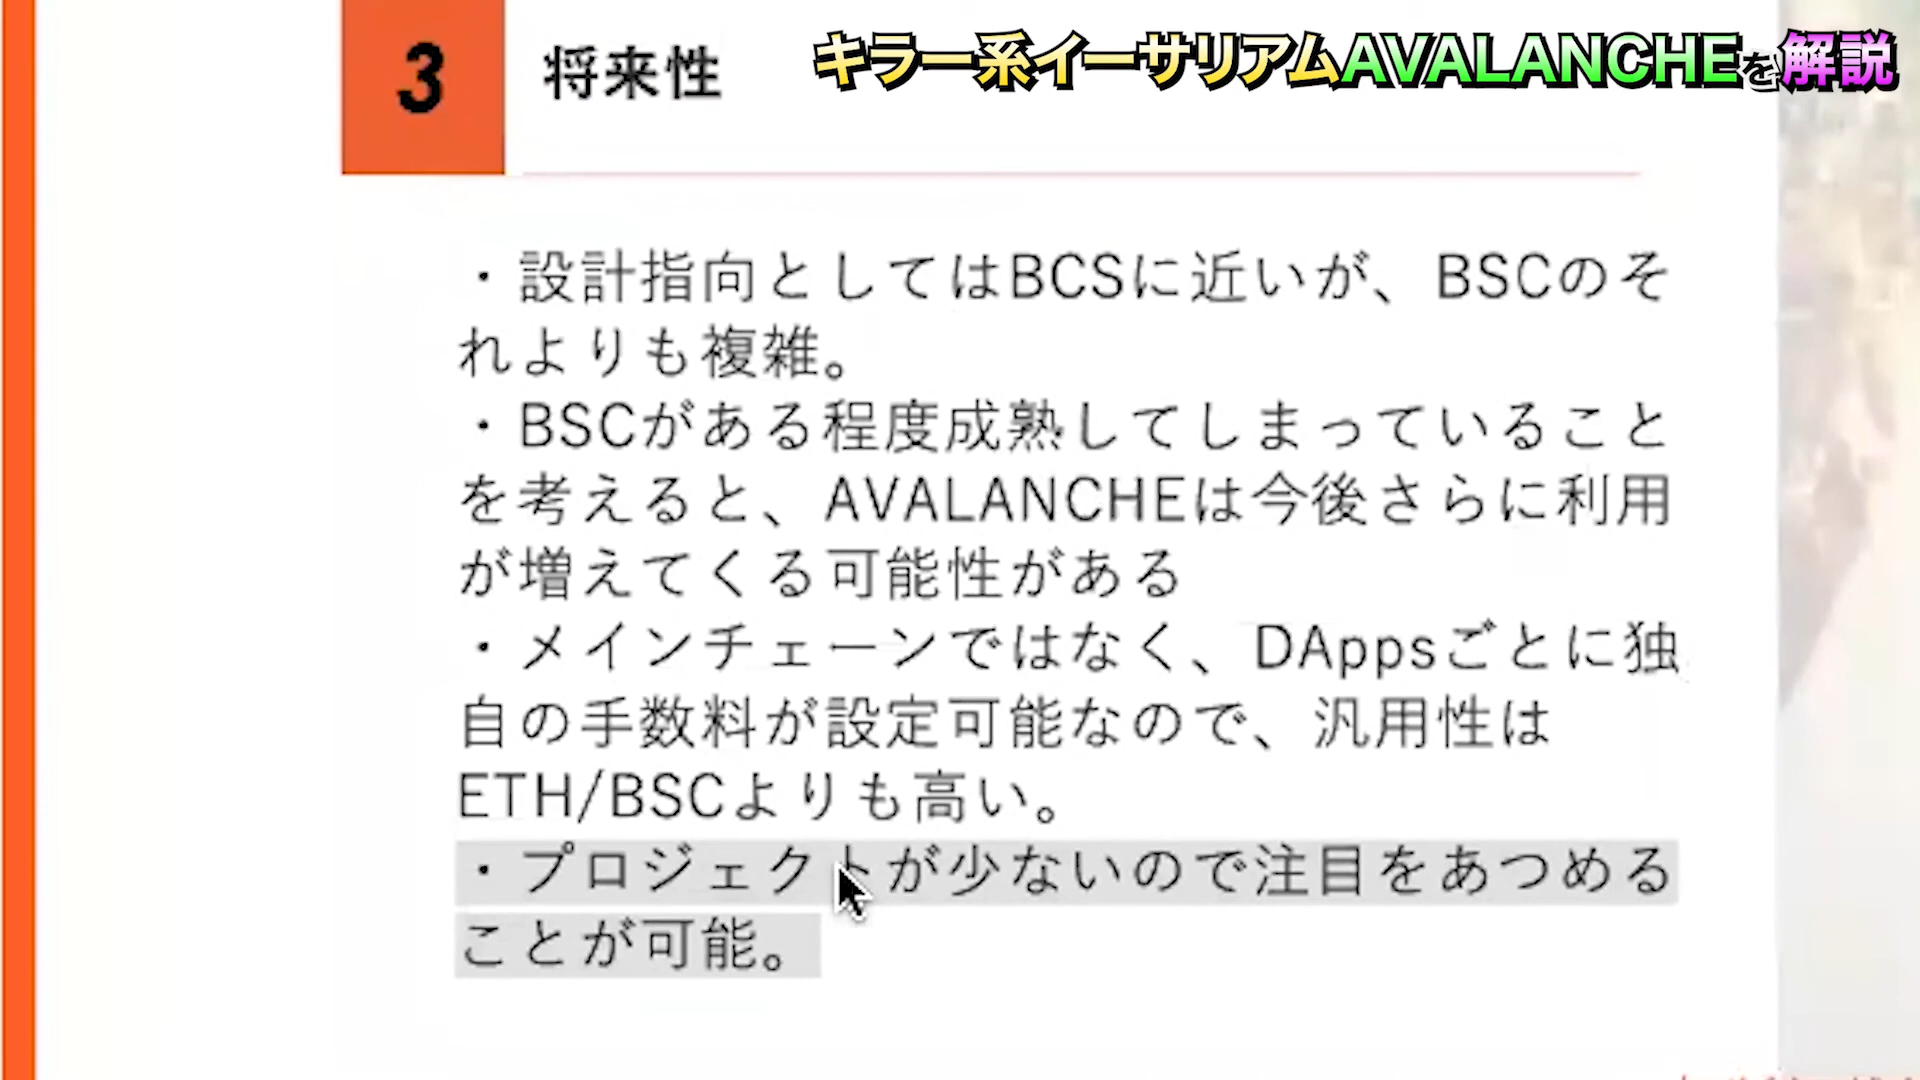 キラー系イーサリアムAVALANCHEを解説
3 将来性
・設計指向としてはBCSに近いが、BSCのそ
れよりも複雑。
・BSCがある程度成熟してしまっていること
を考えると、AVALANCHEは今後さらに利用
が増えてくる可能性がある
・メインチェーンではなく、DAppsごとに独
自の手数料が設定可能なので、汎用性は
ETH/BSCよりも高い。
・プロジェクトが少ないので注目をあつめる
ことが可能。